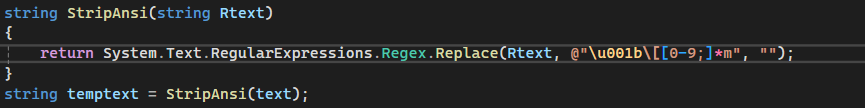 string StripAnsi(string Rtext)
{
    return System.Text.RegularExpressions.Regex.Replace(Rtext, @"\u001b\[[0-9;]*m", "");
}
string temptext = StripAnsi(text);